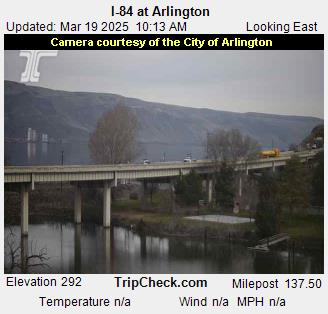 I-84 at Arlington
Updated: Mar 19 2025 10:13 AM Looking East
Camera courtesy of the City of Arlington
Elevation 292 TripCheck.com Milepost 137.50
Temperature n/a Wind n/a MPH n/a